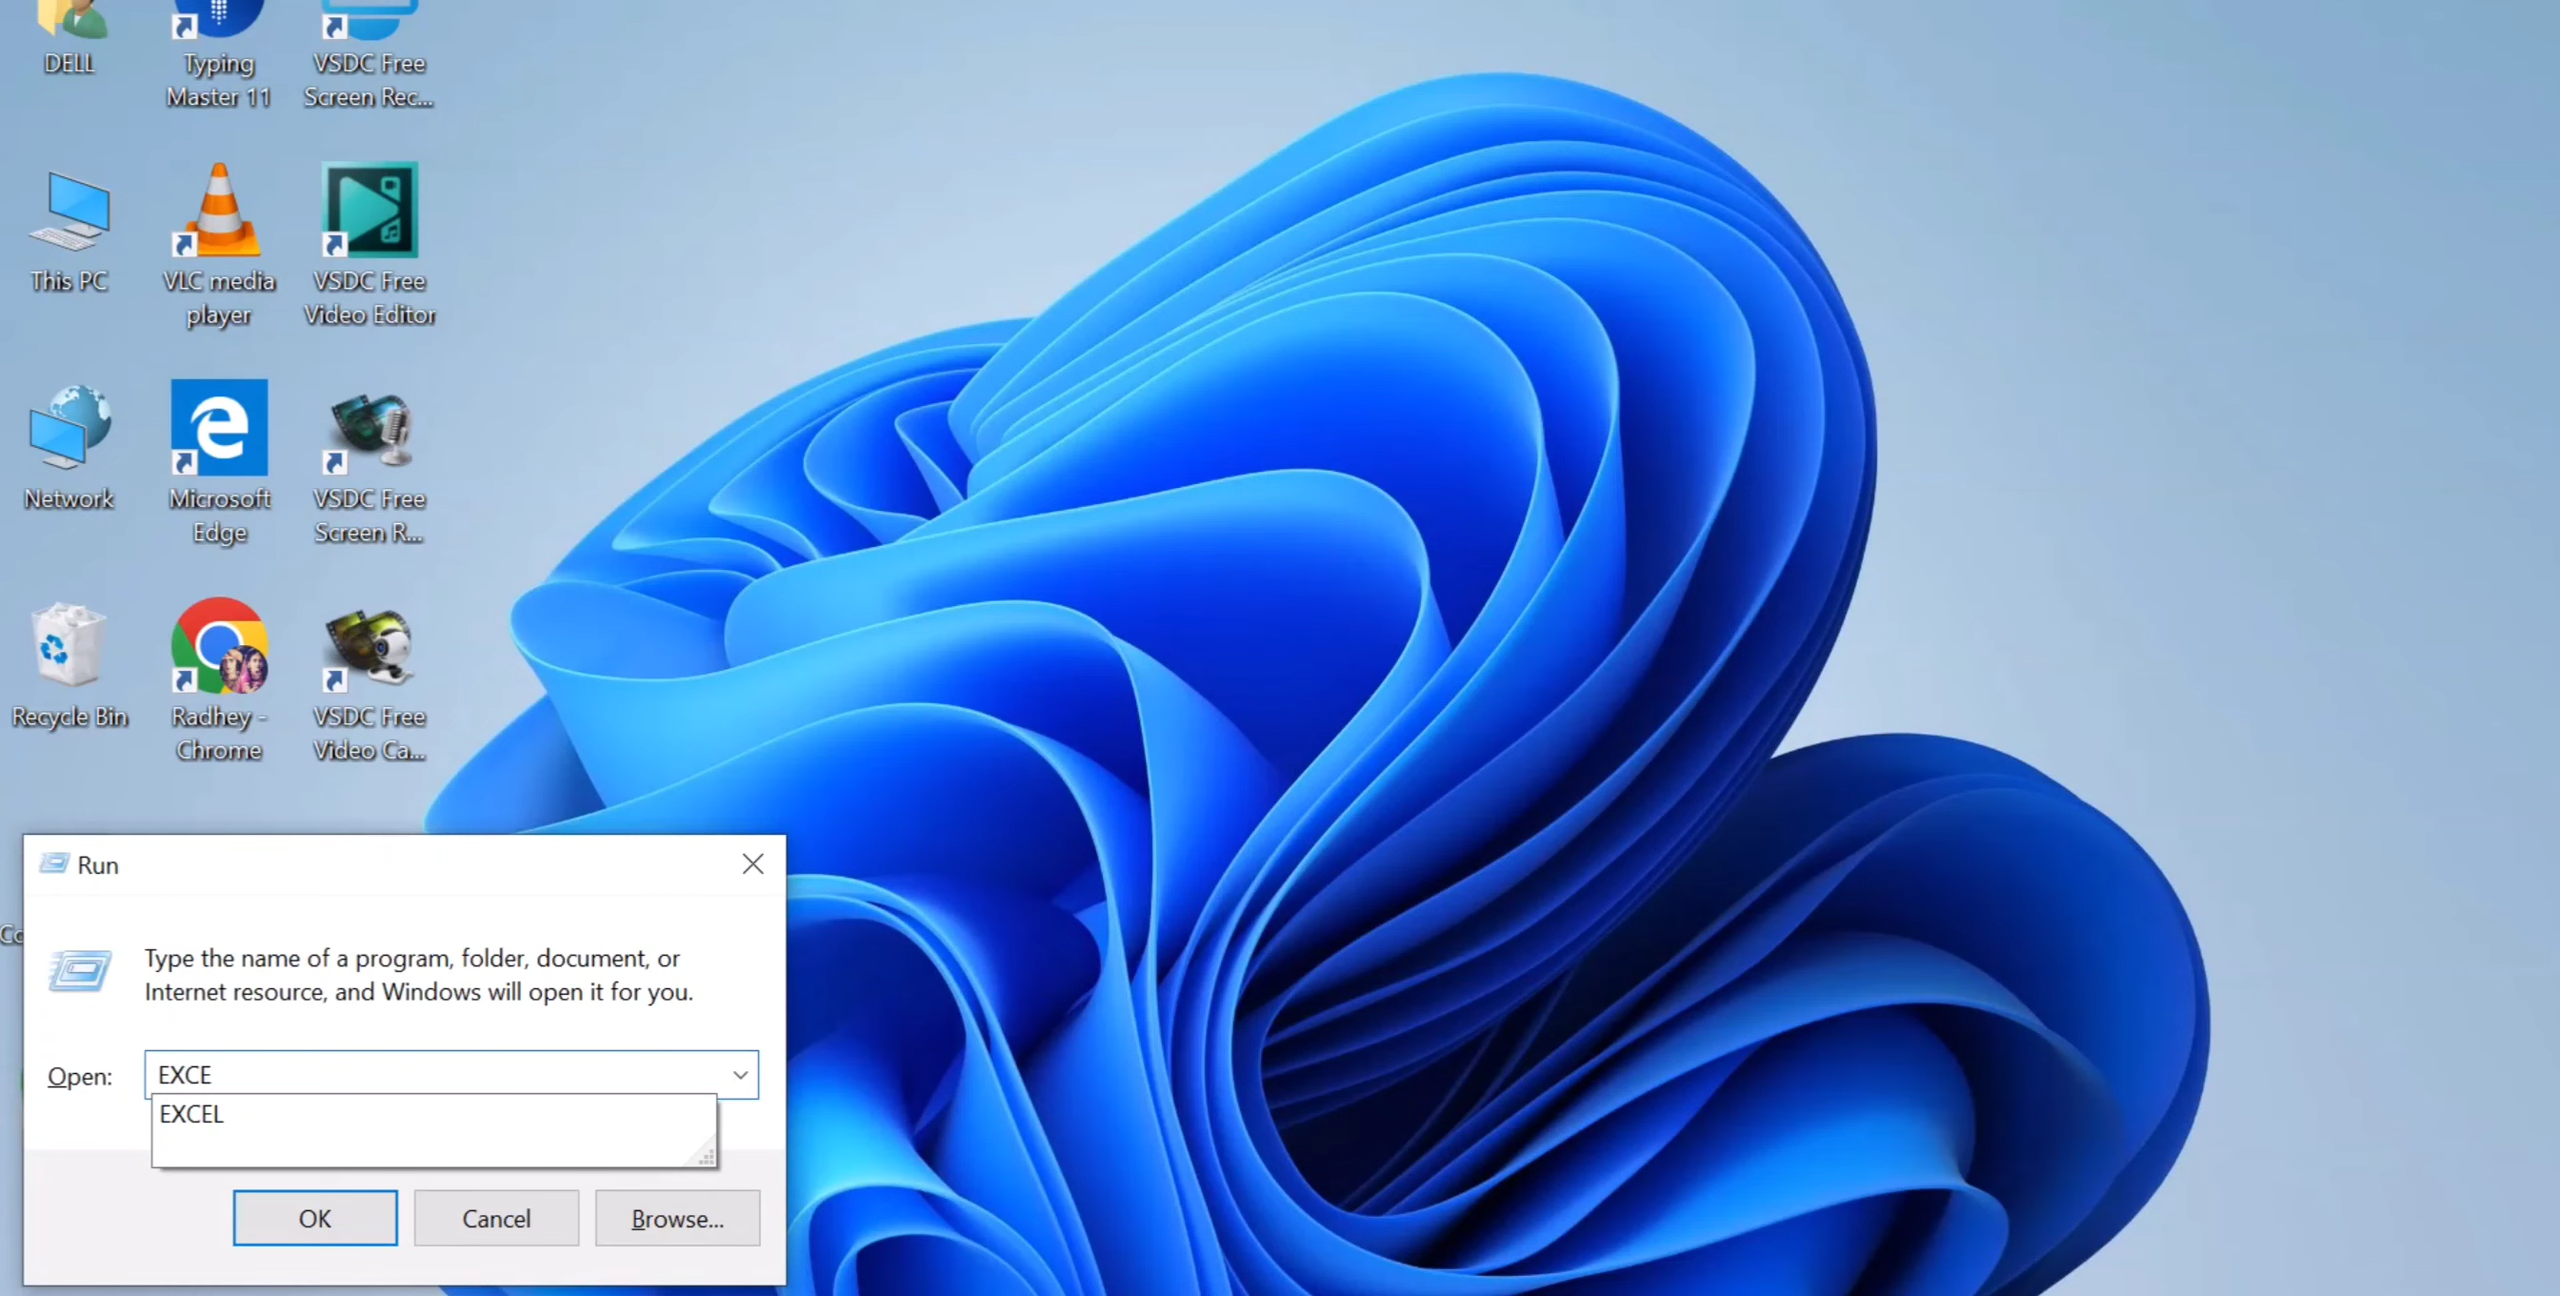 DELL
Typing
Master 11
VSDC Free
Screen Rec...
This PC
VLC media
player
VSDC Free
Video Editor
Network
Microsoft
Edge
VSDC Free
Screen R...
Recycle Bin
Radhey -
Chrome
VSDC Free
Video Ca...
Co
Run
Type the name of a program, folder, document, or
Internet resource, and Windows will open it for you.
Open:
EXCE
EXCEL
OK
Cancel
Browse...